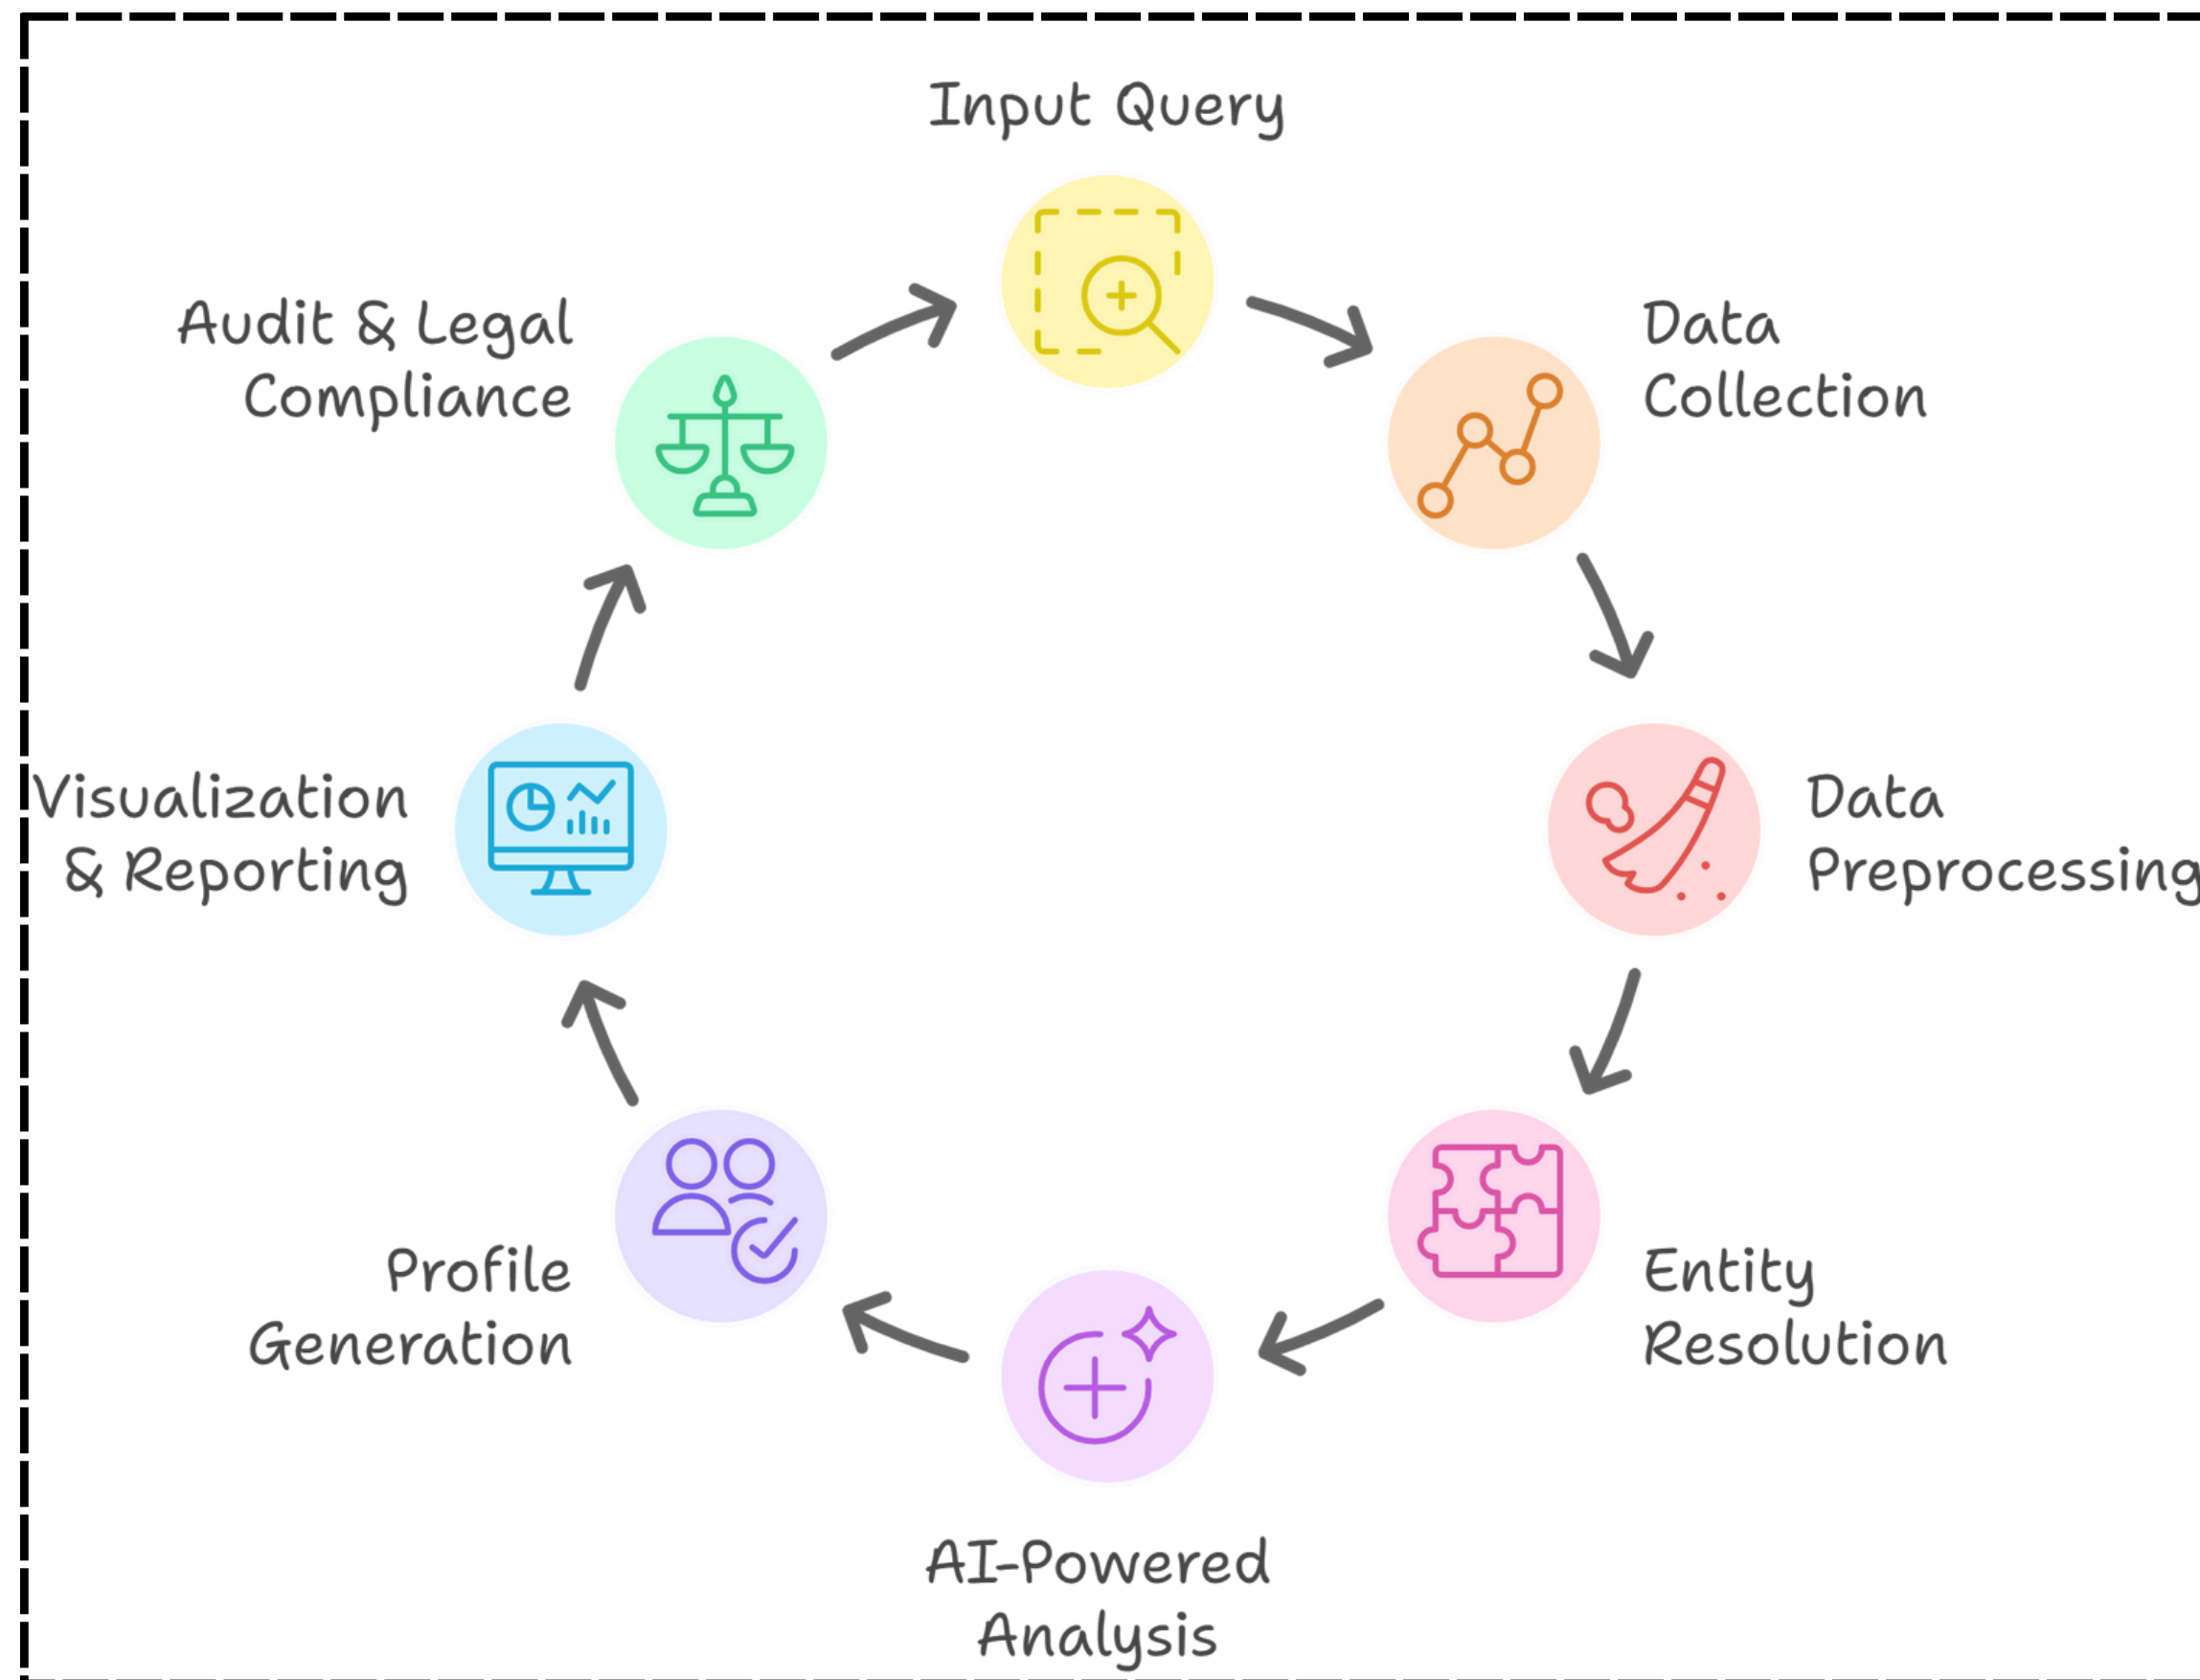 Input Query
Data
Collection
Data
Preprocessing
Entity
Resolution
AI-Powered
Analysis
Profile
Generation
Visualization
& Reporting
Audit & Legal
Compliance